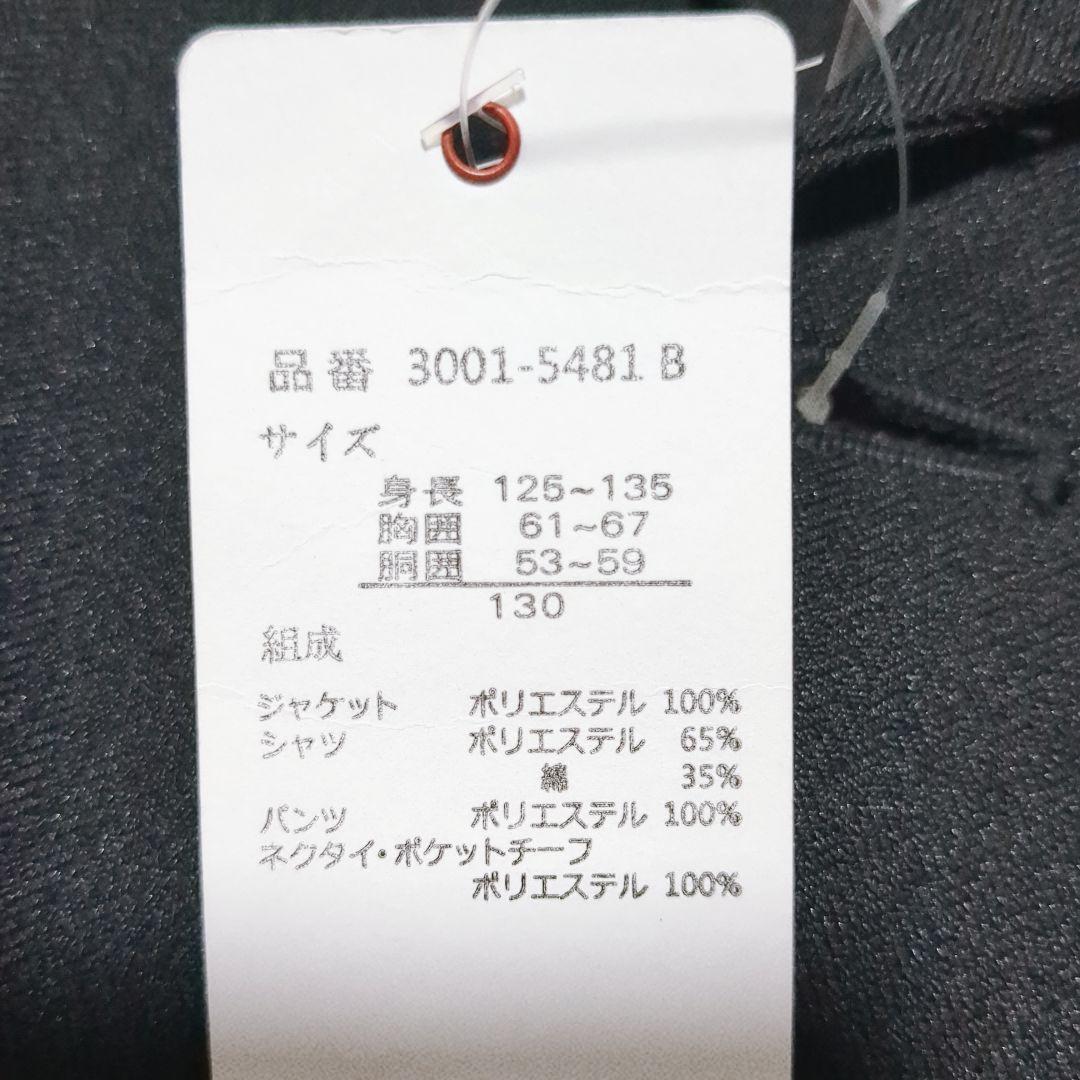 品番 3001-5481 B
サイズ
身長 125~135
胸囲 61~67
胴囲 53~59
130
組成
ジャケット ポリエステル 100%
シャツ ポリエステル 65%
綿 35%
パンツ ポリエステル 100%
ネクタイ・ポケットチーフ
ポリエステル 100%